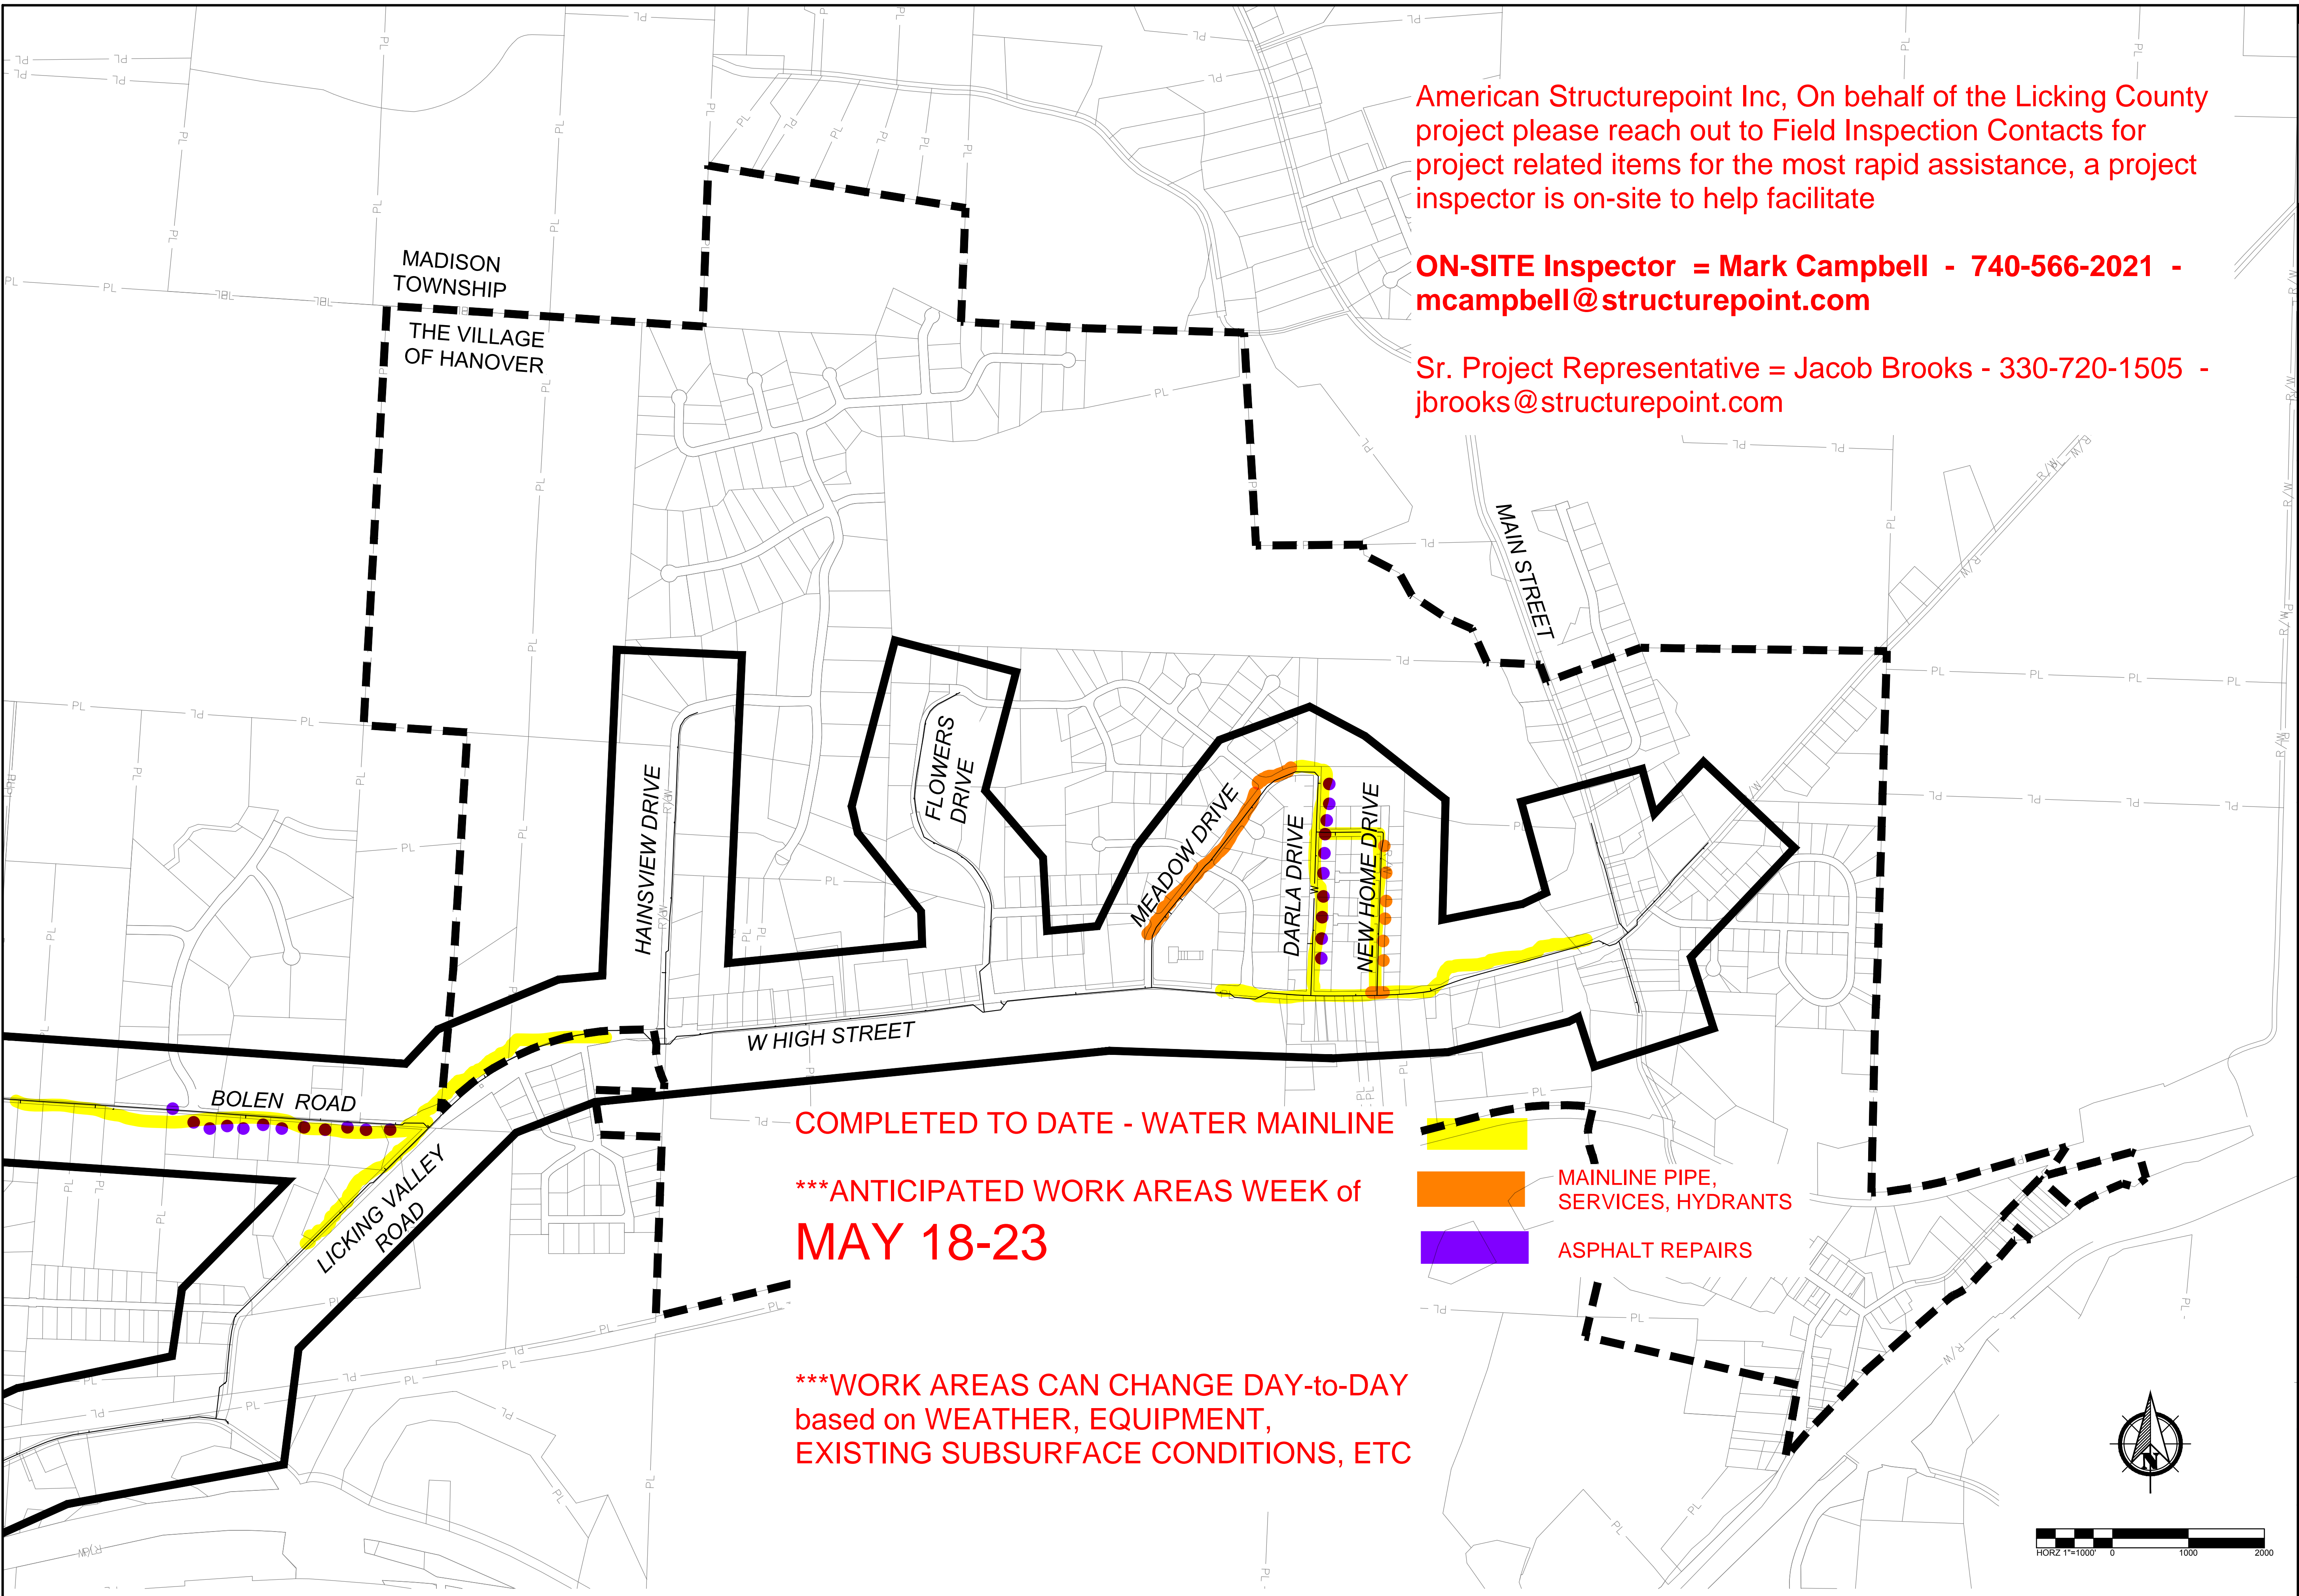 American Structurepoint Inc, On behalf of the Licking County
project please reach out to Field Inspection Contacts for
project related items for the most rapid assistance, a project
inspector is on-site to help facilitate
ON-SITE Inspector = Mark Campbell - 740-566-2021 -
mcampbell@structurepoint.com
Sr. Project Representative = Jacob Brooks - 330-720-1505 -
jbrooks@structurepoint.com
MADISON
TOWNSHIP
THE VILLAGE
OF HANOVER
MAIN STREET
HAINSVIEW DRIVE
FLOWERS
DRIVE
MEADOW DRIVE
DARLA DRIVE
NEW HOME DRIVE
W HIGH STREET
BOLEN ROAD
LICKING VALLEY
ROAD
COMPLETED TO DATE - WATER MAINLINE
***ANTICIPATED WORK AREAS WEEK of
MAY 18-23
MAINLINE PIPE,
SERVICES, HYDRANTS
ASPHALT REPAIRS
***WORK AREAS CAN CHANGE DAY-to-DAY
based on WEATHER, EQUIPMENT,
EXISTING SUBSURFACE CONDITIONS, ETC
N
HORZ 1"=1000' 0 1000 2000